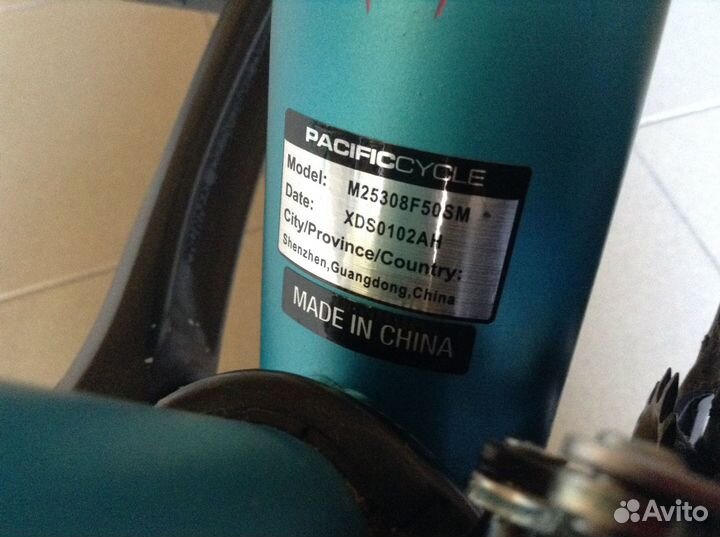 PACIFICCYCLE
Model: M25308F50SM
Date: XDS0102AH
City/Province/Country:
Shenzhen,Guangdong,China
MADE IN CHINA
Avito